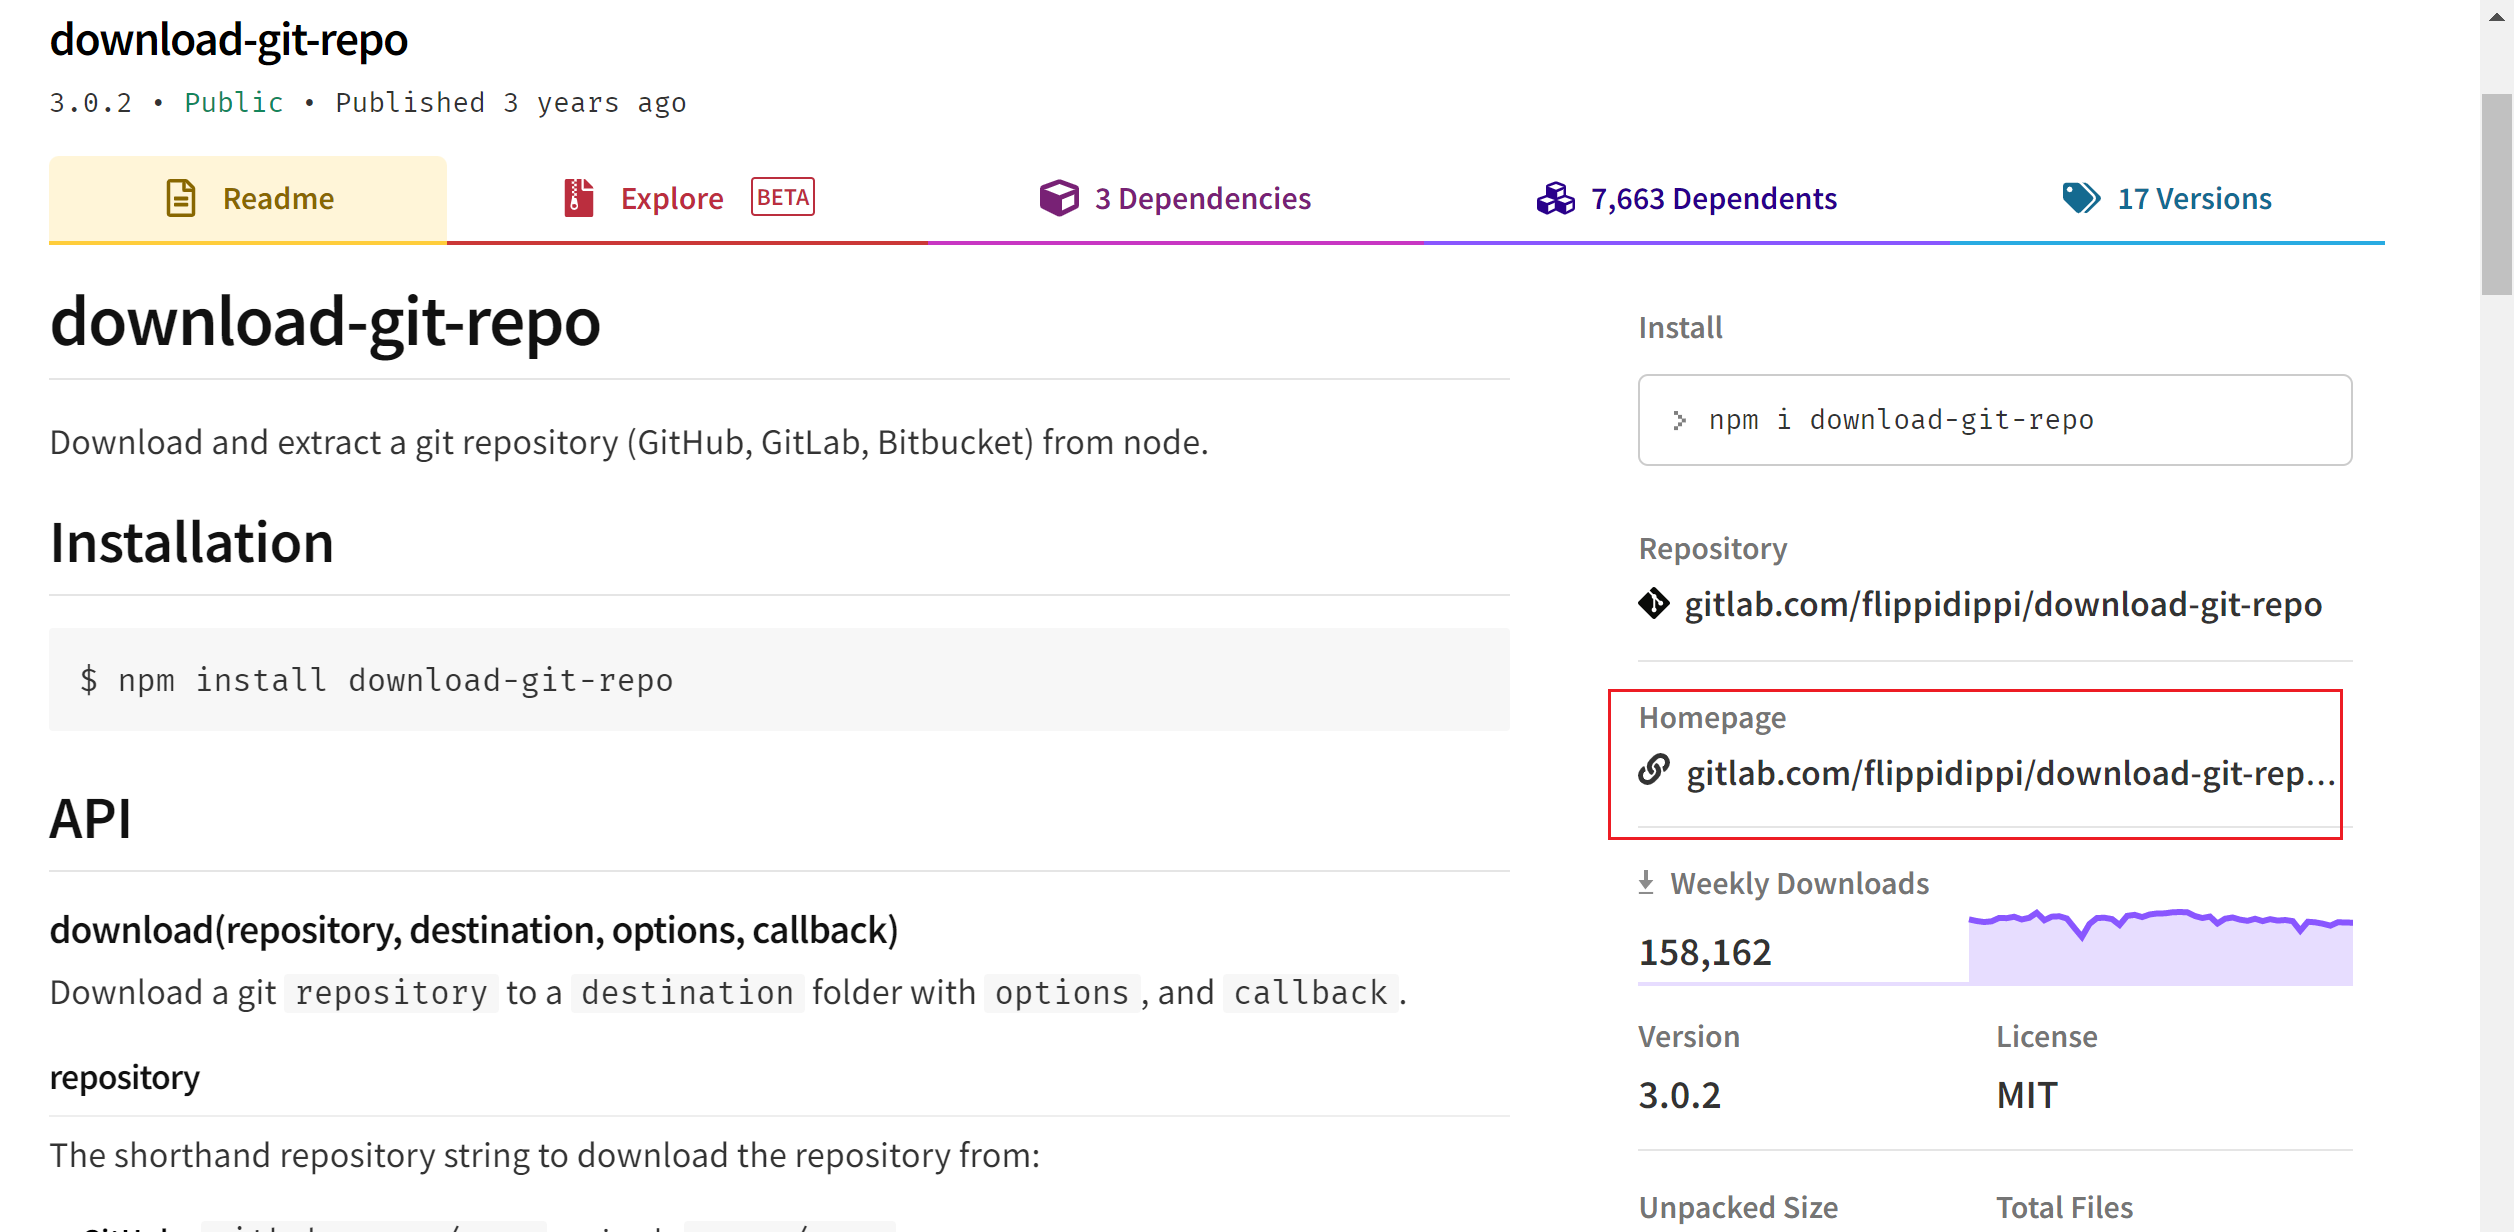 download-git-repo
3.0.2 • Public • Published 3 years ago
Readme
Explore BETA
3 Dependencies
7,663 Dependents
17 Versions
download-git-repo
Download and extract a git repository (GitHub, GitLab, Bitbucket) from node.
Installation
$ npm install download-git-repo
API
download(repository, destination, options, callback)
Download a git repository to a destination folder with options, and callback.
repository
The shorthand repository string to download the repository from:
Install
> npm i download-git-repo
Repository
gitlab.com/flippidippi/download-git-repo
Homepage
gitlab.com/flippidippi/download-git-rep...
Weekly Downloads
158,162
Version
3.0.2
License
MIT
Unpacked Size
Total Files